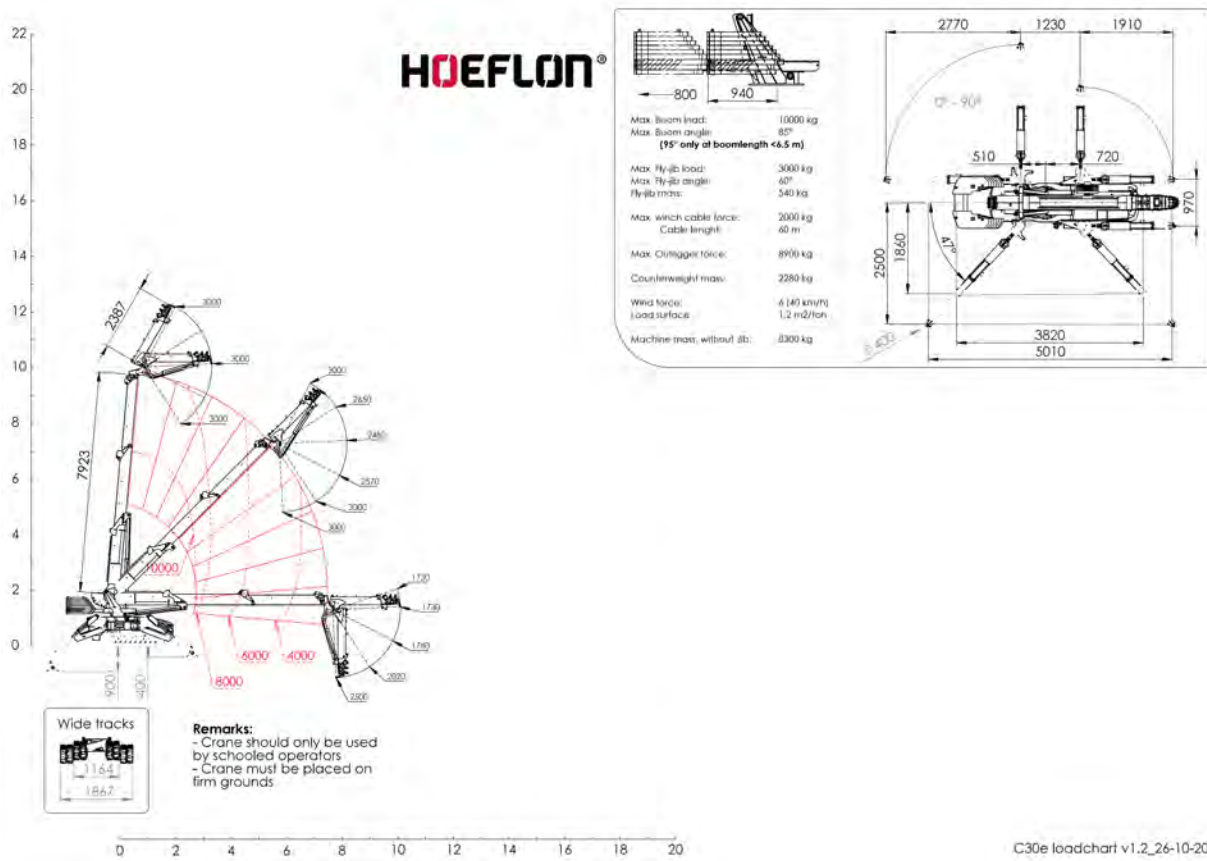 HOEFLON®
22
20
18
16
14
12
10
8
6
4
2
0
2387
3000
3000
3000
7923
3000
2650
2460
2570
3000
3000
10000
8000
6000
4000
1720
1730
1760
2020
2500
900
400
Wide tracks
1164
1867
Remarks:
- Crane should only be used
by schooled operators
- Crane must be placed on
firm grounds
0 2 4 6 8 10 12 14 16 18 20
800
940
Max. Boom load: 10000 kg
Max. Boom angle: 85°
(95° only at boomlength <6.5 m)
Max. Fly-jib load: 3000 kg
Max. Fly-jib angle: 60°
Fly-jib mass: 540 kg
Max. winch cable force: 2000 kg
Cable lenght: 60 m
Max. Outrigger force: 8900 kg
Counterweight mass: 2280 kg
Wind force: 6 (40 km/h)
Load surface: 1,2 m2/ton
Machine mass, without jib: 8300 kg
2770
1230
1910
0° - 90°
510
720
970
2500
1860
47°
3820
5010
C30e loadchart v1.2_26-10-20